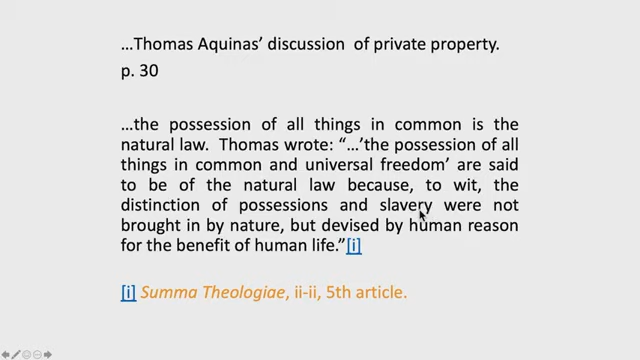 …Thomas Aquinas’ discussion of private property.
p. 30
…the possession of all things in common is the
natural law. Thomas wrote: “…’the possession of all
things in common and universal freedom’ are said
to be of the natural law because, to wit, the
distinction of possessions and slavery were not
brought in by nature, but devised by human reason
for the benefit of human life.”[i]
[i] Summa Theologiae, ii-ii, 5th article.